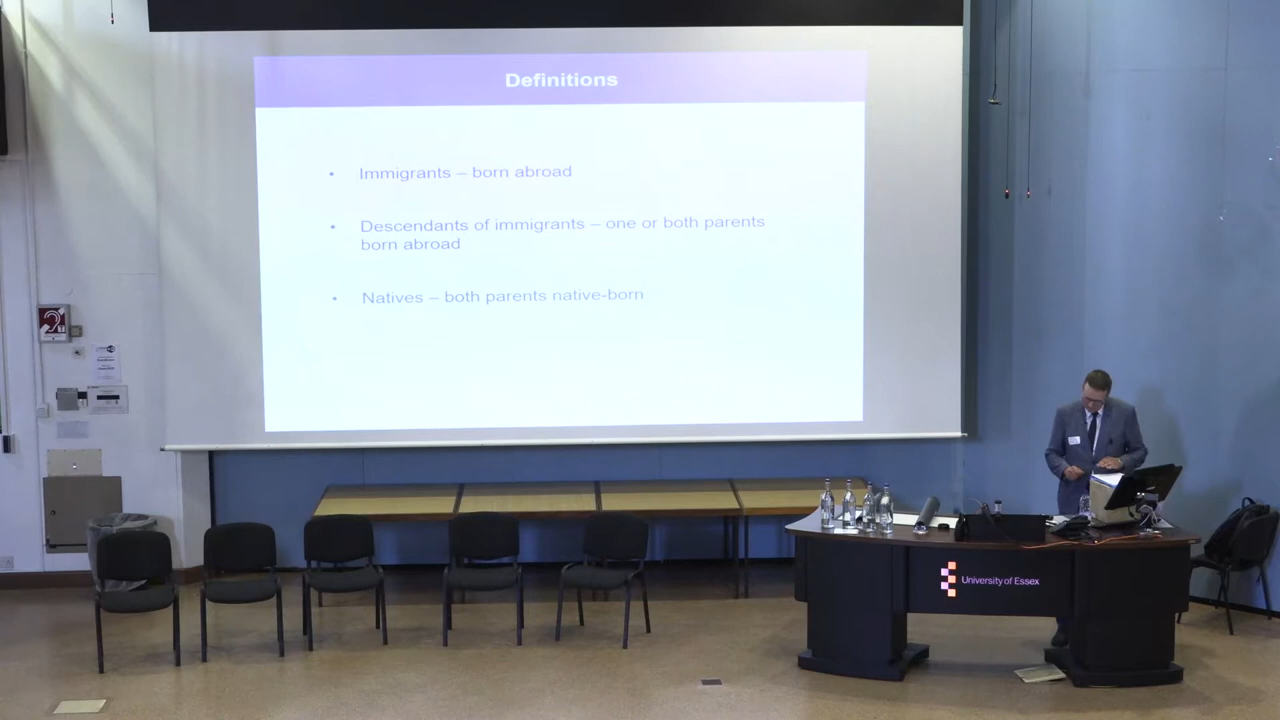 Definitions
• Immigrants – born abroad
• Descendants of immigrants – one or both parents
born abroad
• Natives – both parents native-born
University of Essex